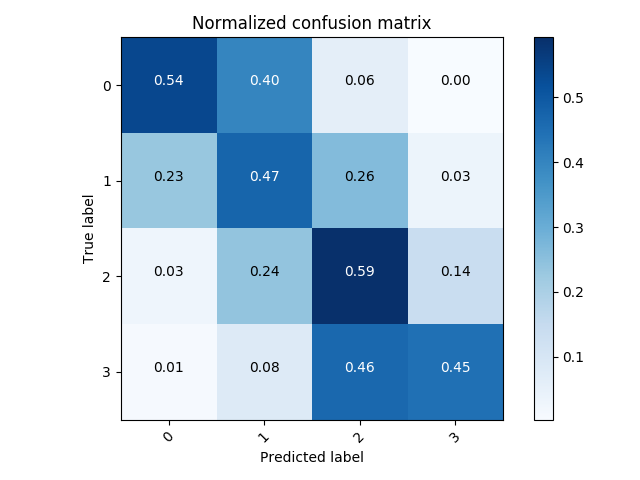 Normalized confusion matrix
0 0.54 0.40 0.06 0.00
1 0.23 0.47 0.26 0.03
2 0.03 0.24 0.59 0.14
3 0.01 0.08 0.46 0.45
0 1 2 3
True label
Predicted label
0.5
0.4
0.3
0.2
0.1